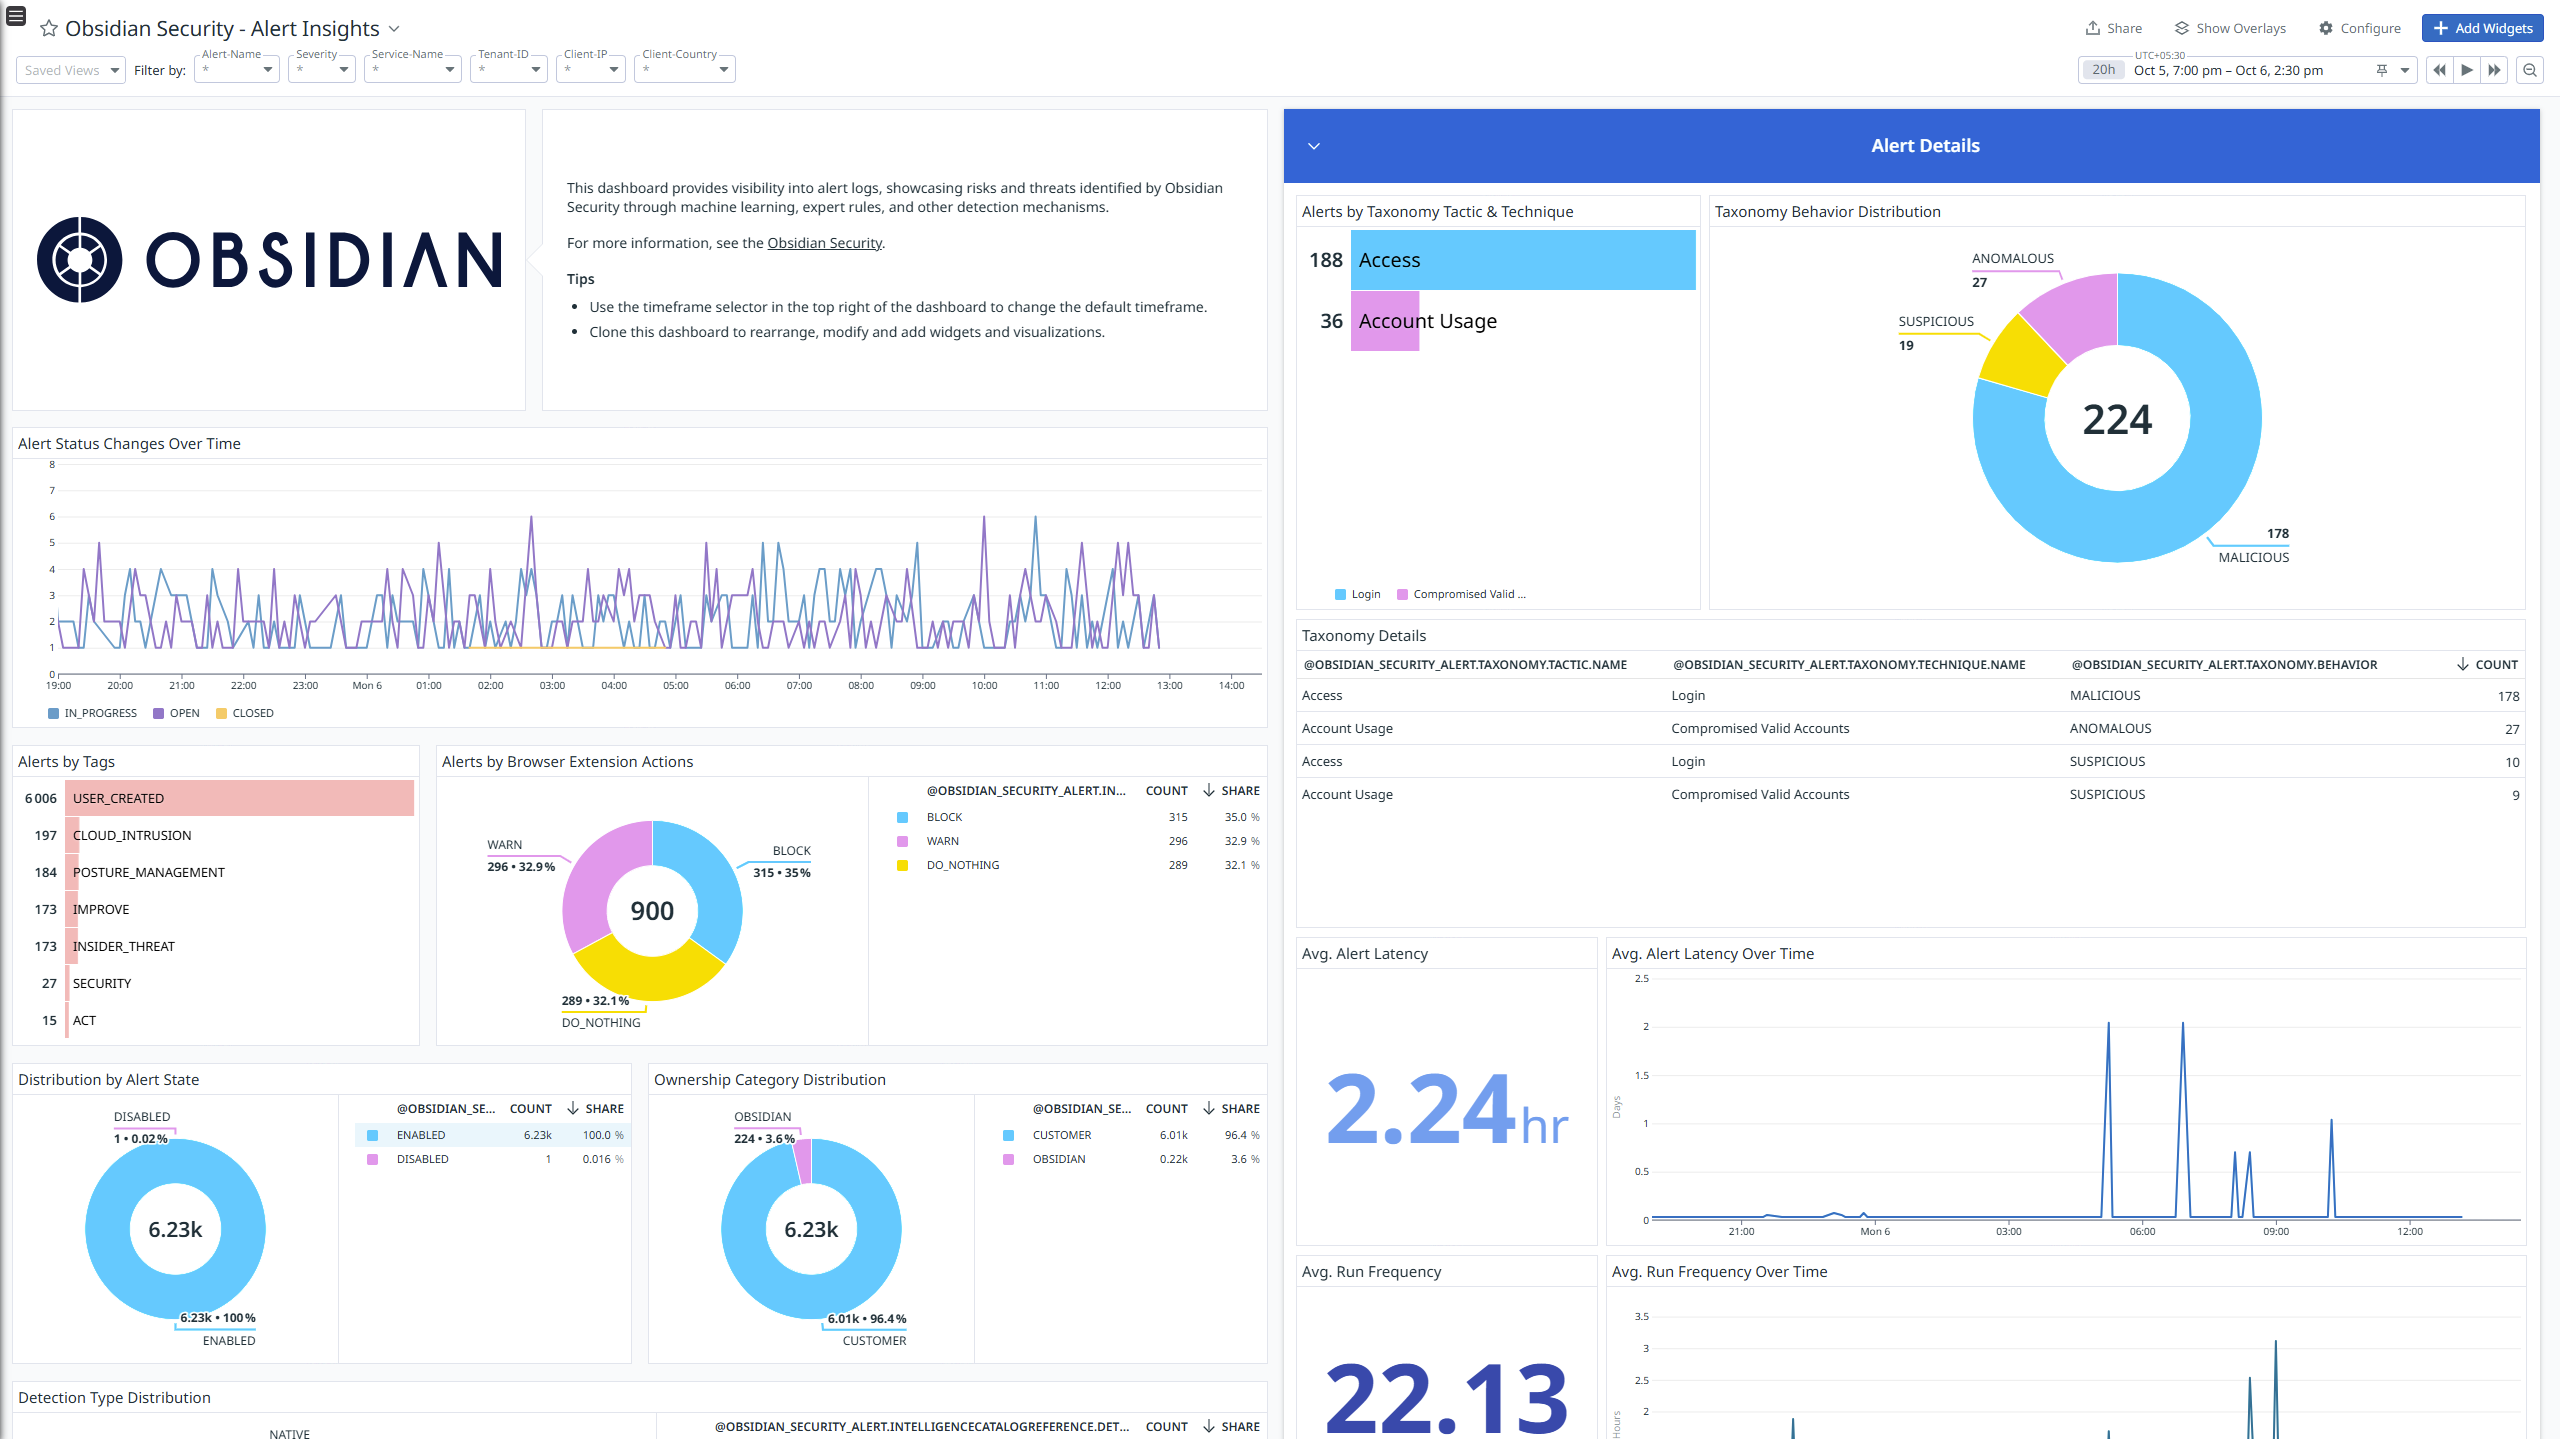 Obsidian Security - Alert Insights
Share
Show Overlays
Configure
Add Widgets
Saved Views
Filter by:
Alert-Name
*
Severity
*
Service-Name
*
Tenant-ID
*
Client-IP
*
Client-Country
*
UTC+05:30
20h
Oct 5, 7:00 pm – Oct 6, 2:30 pm
OBSIDIAN
This dashboard provides visibility into alert logs, showcasing risks and threats identified by Obsidian
Security through machine learning, expert rules, and other detection mechanisms.
For more information, see the Obsidian Security.
Tips
• Use the timeframe selector in the top right of the dashboard to change the default timeframe.
• Clone this dashboard to rearrange, modify and add widgets and visualizations.
Alert Status Changes Over Time
8
7
6
5
4
3
2
1
0
19:00 20:00 21:00 22:00 23:00 Mon 6 01:00 02:00 03:00 04:00 05:00 06:00 07:00 08:00 09:00 10:00 11:00 12:00 13:00 14:00
IN_PROGRESS OPEN CLOSED
Alerts by Tags
6 006 USER_CREATED
197 CLOUD_INTRUSION
184 POSTURE_MANAGEMENT
173 IMPROVE
173 INSIDER_THREAT
27 SECURITY
15 ACT
Alerts by Browser Extension Actions
WARN
296 • 32.9%
BLOCK
315 • 35%
900
289 • 32.1%
DO_NOTHING
@OBSIDIAN_SECURITY_ALERT.IN... COUNT SHARE
BLOCK 315 35.0 %
WARN 296 32.9 %
DO_NOTHING 289 32.1 %
Distribution by Alert State
DISABLED
1 • 0.02%
6.23k
6.23k • 100%
ENABLED
@OBSIDIAN_SE... COUNT SHARE
ENABLED 6.23k 100.0 %
DISABLED 1 0.016 %
Ownership Category Distribution
OBSIDIAN
224 • 3.6%
6.23k
6.01k • 96.4%
CUSTOMER
@OBSIDIAN_SE... COUNT SHARE
CUSTOMER 6.01k 96.4 %
OBSIDIAN 0.22k 3.6 %
Detection Type Distribution
NATIVE
@OBSIDIAN_SECURITY_ALERT.INTELLIGENCECATALOGREFERENCE.DET... COUNT SHARE
Alert Details
Alerts by Taxonomy Tactic & Technique
188 Access
36 Account Usage
Login Compromised Valid ...
Taxonomy Behavior Distribution
ANOMALOUS
27
SUSPICIOUS
19
224
178
MALICIOUS
Taxonomy Details
@OBSIDIAN_SECURITY_ALERT.TAXONOMY.TACTIC.NAME @OBSIDIAN_SECURITY_ALERT.TAXONOMY.TECHNIQUE.NAME @OBSIDIAN_SECURITY_ALERT.TAXONOMY.BEHAVIOR COUNT
Access Login MALICIOUS 178
Account Usage Compromised Valid Accounts ANOMALOUS 27
Access Login SUSPICIOUS 10
Account Usage Compromised Valid Accounts SUSPICIOUS 9
Avg. Alert Latency
2.24hr
Avg. Alert Latency Over Time
2.5
2
1.5
1
0.5
0
Days
21:00 Mon 6 03:00 06:00 09:00 12:00
Avg. Run Frequency
22.13
Avg. Run Frequency Over Time
3.5
3
2.5
2
Hours